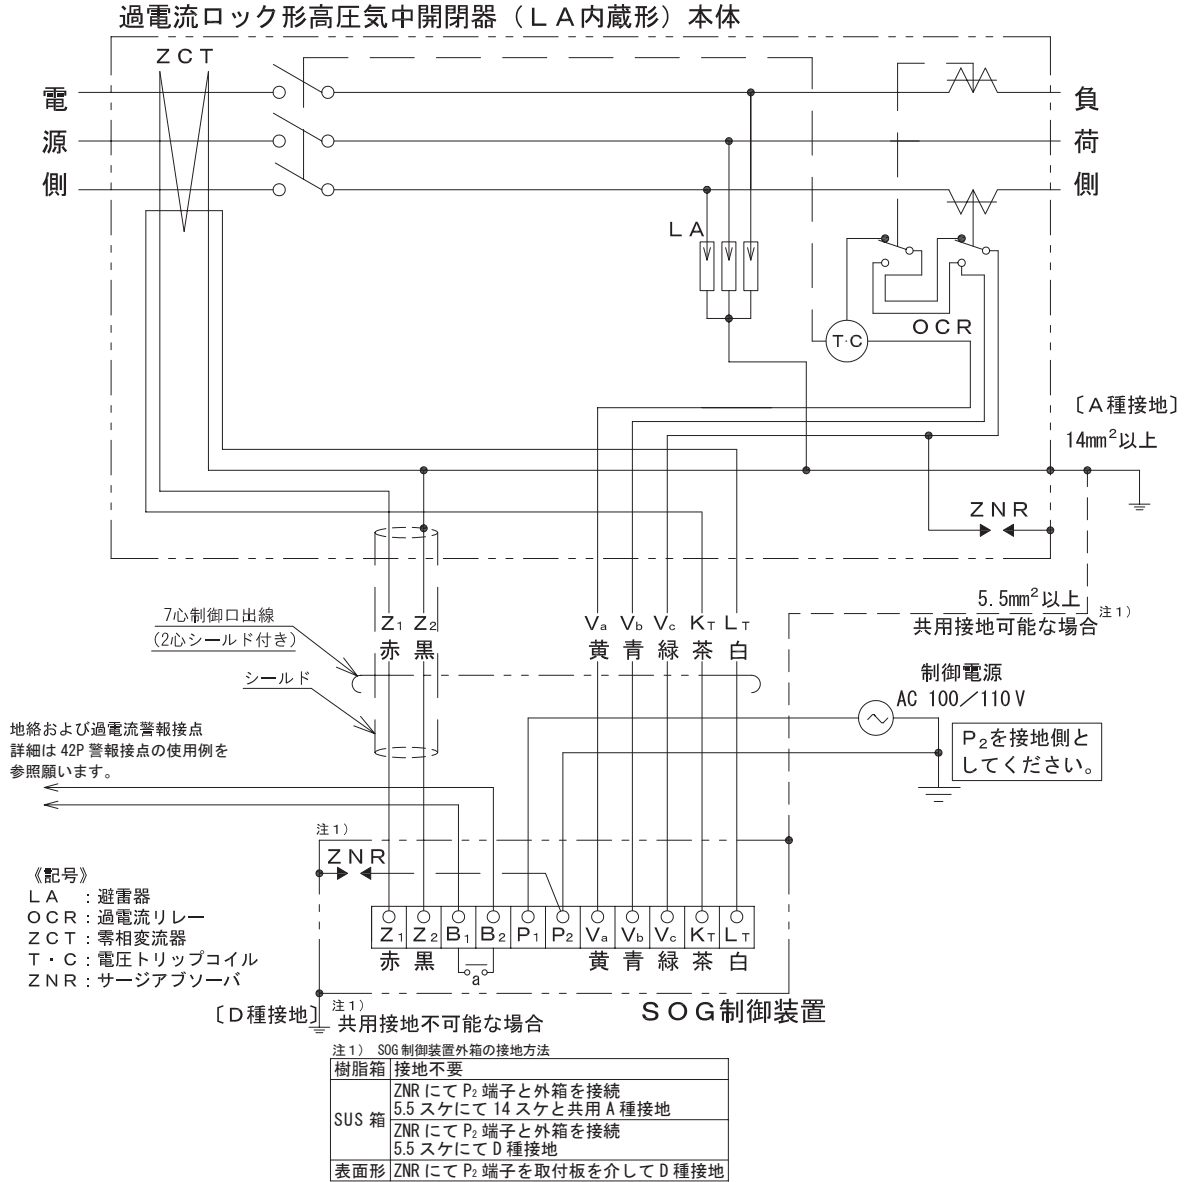 過電流ロック形高圧気中開閉器（LA内蔵形）本体
ZCT
電源側
負荷側
LA
OCR
T・C
〔A種接地〕
14mm²以上
ZNR
5.5mm²以上
注1)
共用接地可能な場合
7心制御口出線
(2心シールド付き)
Z1 Z2 Va Vb Vc KT LT
赤 黒 黄 青 緑 茶 白
シールド
制御電源
AC 100／110V
P2を接地側と
してください。
地絡および過電流警報接点
詳細は 42P 警報接点の使用例を
参照願います。
注1)
ZNR
《記号》
LA ：避雷器
OCR：過電流リレー
ZCT：零相変流器
T・C：電圧トリップコイル
ZNR：サージアブソーバ
Z1 Z2 B1 B2 P1 P2 Va Vb Vc KT LT
赤 黒 黄 青 緑 茶 白
a
〔D種接地〕
注1)
共用接地不可能な場合
SOG制御装置
注1) SOG制御装置外箱の接地方法
樹脂箱 接地不要
SUS 箱
ZNR にて P2 端子と外箱を接続
5.5 スケにて 14 スケと共用 A 種接地
ZNR にて P2 端子と外箱を接続
5.5 スケにて D 種接地
表面形 ZNR にて P2 端子を取付板を介して D 種接地